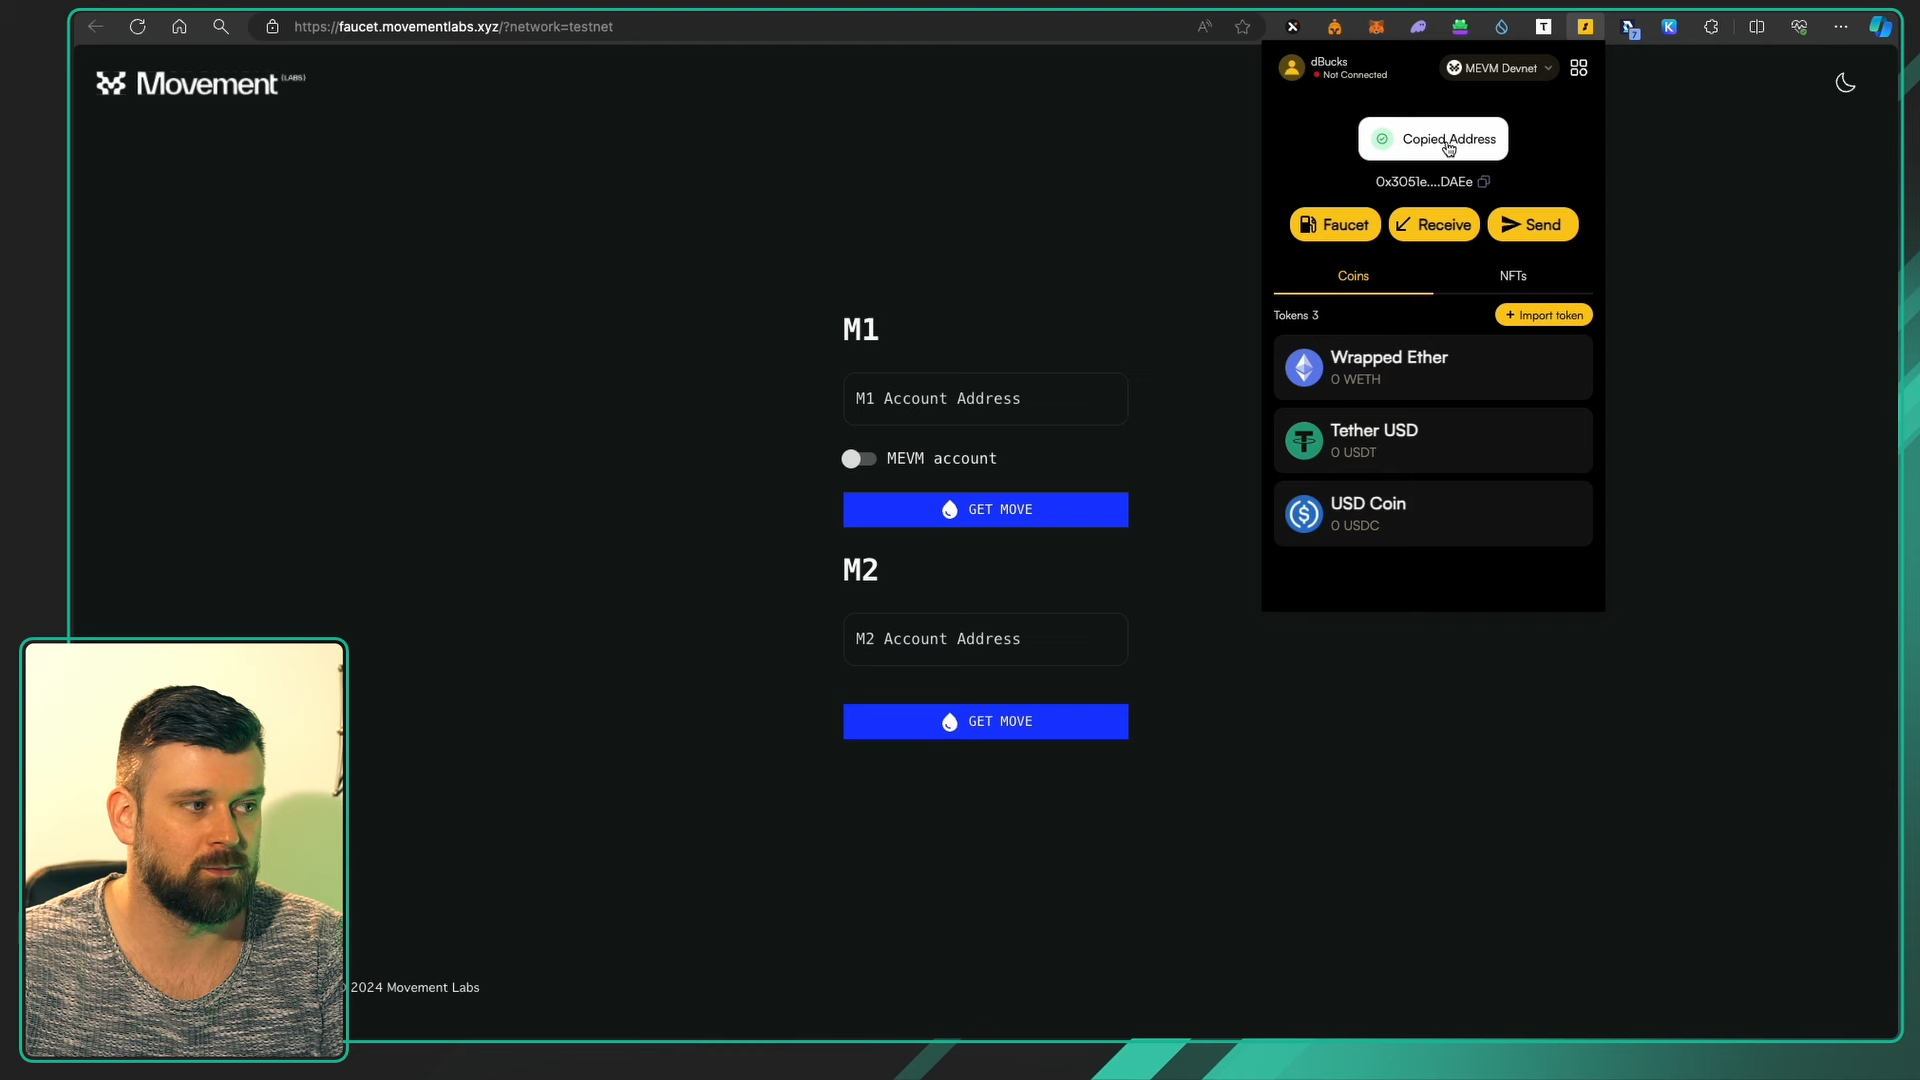 https://faucet.movementlabs.xyz/?network=testnet
A
T
7
K
Movement (LABS)
dBucks
Not Connected
MEVM Devnet
Copied Address
0x3051e....DAEe
Faucet
Receive
Send
Coins
NFTs
Tokens 3
+ Import token
Wrapped Ether
0 WETH
Tether USD
0 USDT
USD Coin
0 USDC
M1
M1 Account Address
MEVM account
GET MOVE
M2
M2 Account Address
GET MOVE
2024 Movement Labs